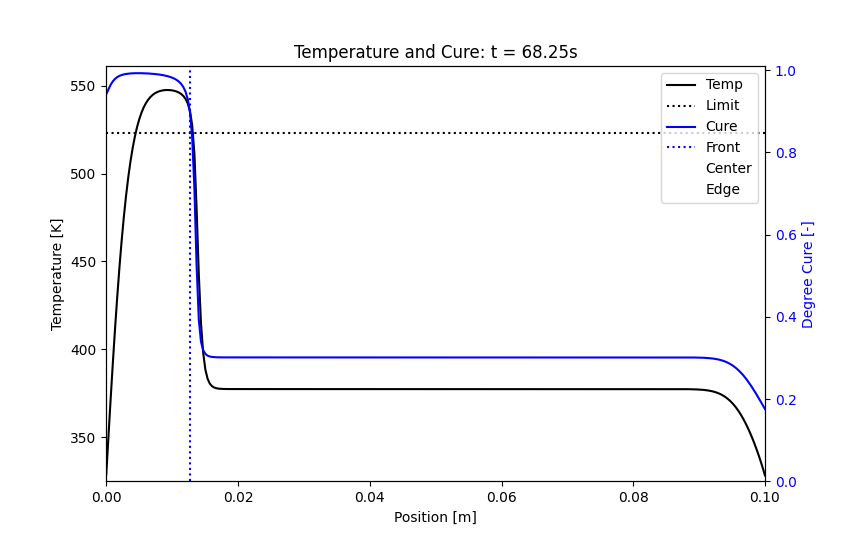 Temperature and Cure: t = 68.25s
Temp
Limit
Cure
Front
Center
Edge
Temperature [K]
550
500
450
400
350
Degree Cure [-]
1.0
0.8
0.6
0.4
0.2
0.0
0.00 0.02 0.04 0.06 0.08 0.10
Position [m]